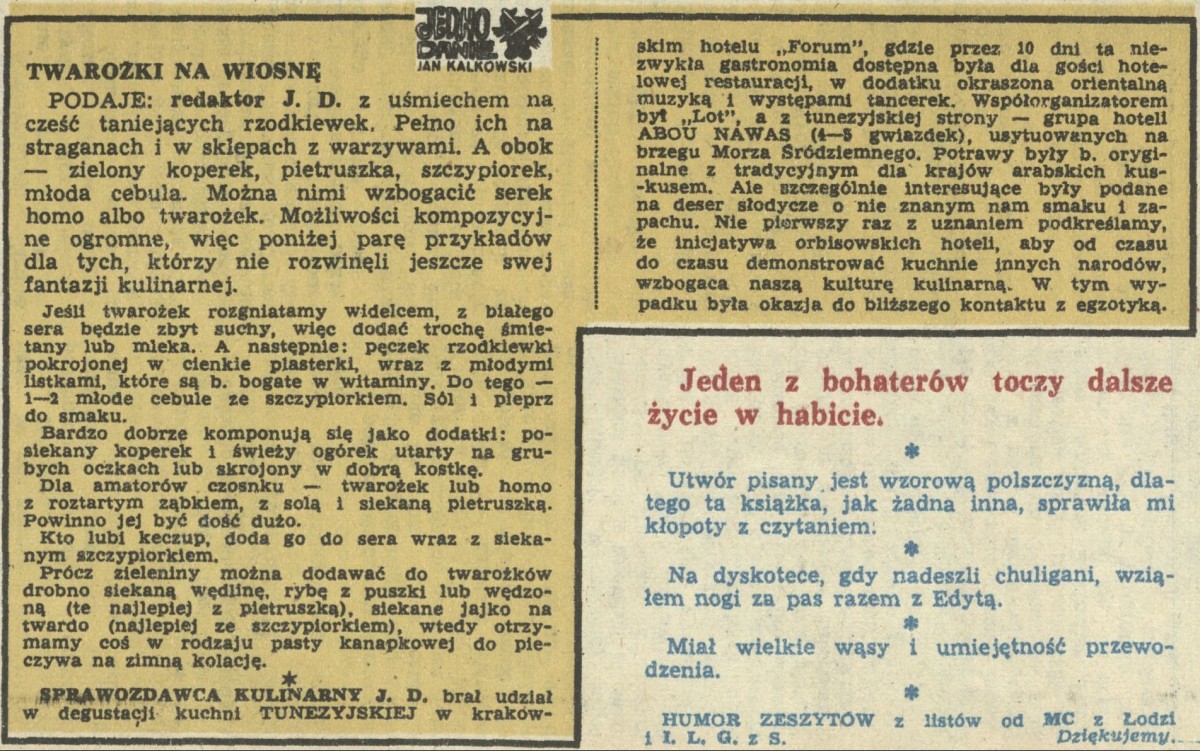 JEDNO
DANIE
JAN KALKOWSKI
TWAROŻKI NA WIOSNĘ
PODAJE: redaktor J. D. z uśmiechem na
cześć taniejących rzodkiewek. Pełno ich na
straganach i w sklepach z warzywami. A obok
— zielony koperek, pietruszka, szczypiorek,
młoda cebula. Można nimi wzbogacić serek
homo albo twarożek. Możliwości kompozycyj-
ne ogromne, więc poniżej parę przykładów
dla tych, którzy nie rozwinęli jeszcze swej
fantazji kulinarnej.
Jeśli twarożek rozgniatamy widelcem, z białego
sera będzie zbyt suchy, więc dodać trochę śmie-
tany lub mleka. A następnie: pęczek rzodkiewki
pokrojonej w cienkie plasterki, wraz z młodymi
listkami, które są b. bogate w witaminy. Do tego —
1—2 młode cebule ze szczypiorkiem. Sól i pieprz
do smaku.
Bardzo dobrze komponują się jako dodatki: po-
siekany koperek i świeży ogórek utarty na gru-
bych oczkach lub skrojony w dobrą kostkę.
Dla amatorów czosnku — twarożek lub homo
z roztartym ząbkiem, z solą i siekaną pietruszką.
Powinno jej być dość dużo.
Kto lubi keczup, doda go do sera wraz z sieka-
nym szczypiorkiem.
Prócz zieleniny można dodawać do twarożków
drobno siekaną wędlinę, rybę z puszki lub wędzo-
ną (te najlepiej z pietruszką), siekane jajko na
twardo (najlepiej ze szczypiorkiem), wtedy otrzy-
mamy coś w rodzaju pasty kanapkowej do pie-
czywa na zimną kolację.
*
SPRAWOZDAWCA KULINARNY J. D. brał udział
w degustacji kuchni TUNEZYJSKIEJ w krakow-
skim hotelu „Forum”, gdzie przez 10 dni ta nie-
zwykła gastronomia dostępna była dla gości hote-
lowej restauracji, w dodatku okraszona orientalną
muzyką i występami tancerek. Współorganizatorem
był „Lot”, a z tunezyjskiej strony — grupa hoteli
ABOU NAWAS (4—5 gwiazdek), usytuowanych na
brzegu Morza Śródziemnego. Potrawy były b. orygi-
nalne z tradycyjnym dla krajów arabskich kus-
-kusem. Ale szczególnie interesujące były podane
na deser słodycze o nie znanym nam smaku i za-
pachu. Nie pierwszy raz z uznaniem podkreślamy,
że inicjatywa orbisowskich hoteli, aby od czasu
do czasu demonstrować kuchnie innych narodów,
wzbogaca naszą kulturę kulinarną. W tym wy-
padku była okazja do bliższego kontaktu z egzotyką.
Jeden z bohaterów toczy dalsze
życie w habicie.
*
Utwór pisany jest wzorową polszczyzną, dla-
tego ta książka, jak żadna inna, sprawiła mi
kłopoty z czytaniem.
*
Na dyskotece, gdy nadeszli chuligani, wzią-
łem nogi za pas razem z Edytą.
*
Miał wielkie wąsy i umiejętność przewo-
dzenia.
*
HUMOR ZESZYTÓW z listów od MC z Łodzi
i I. L. G. z S. Dziękujemy.